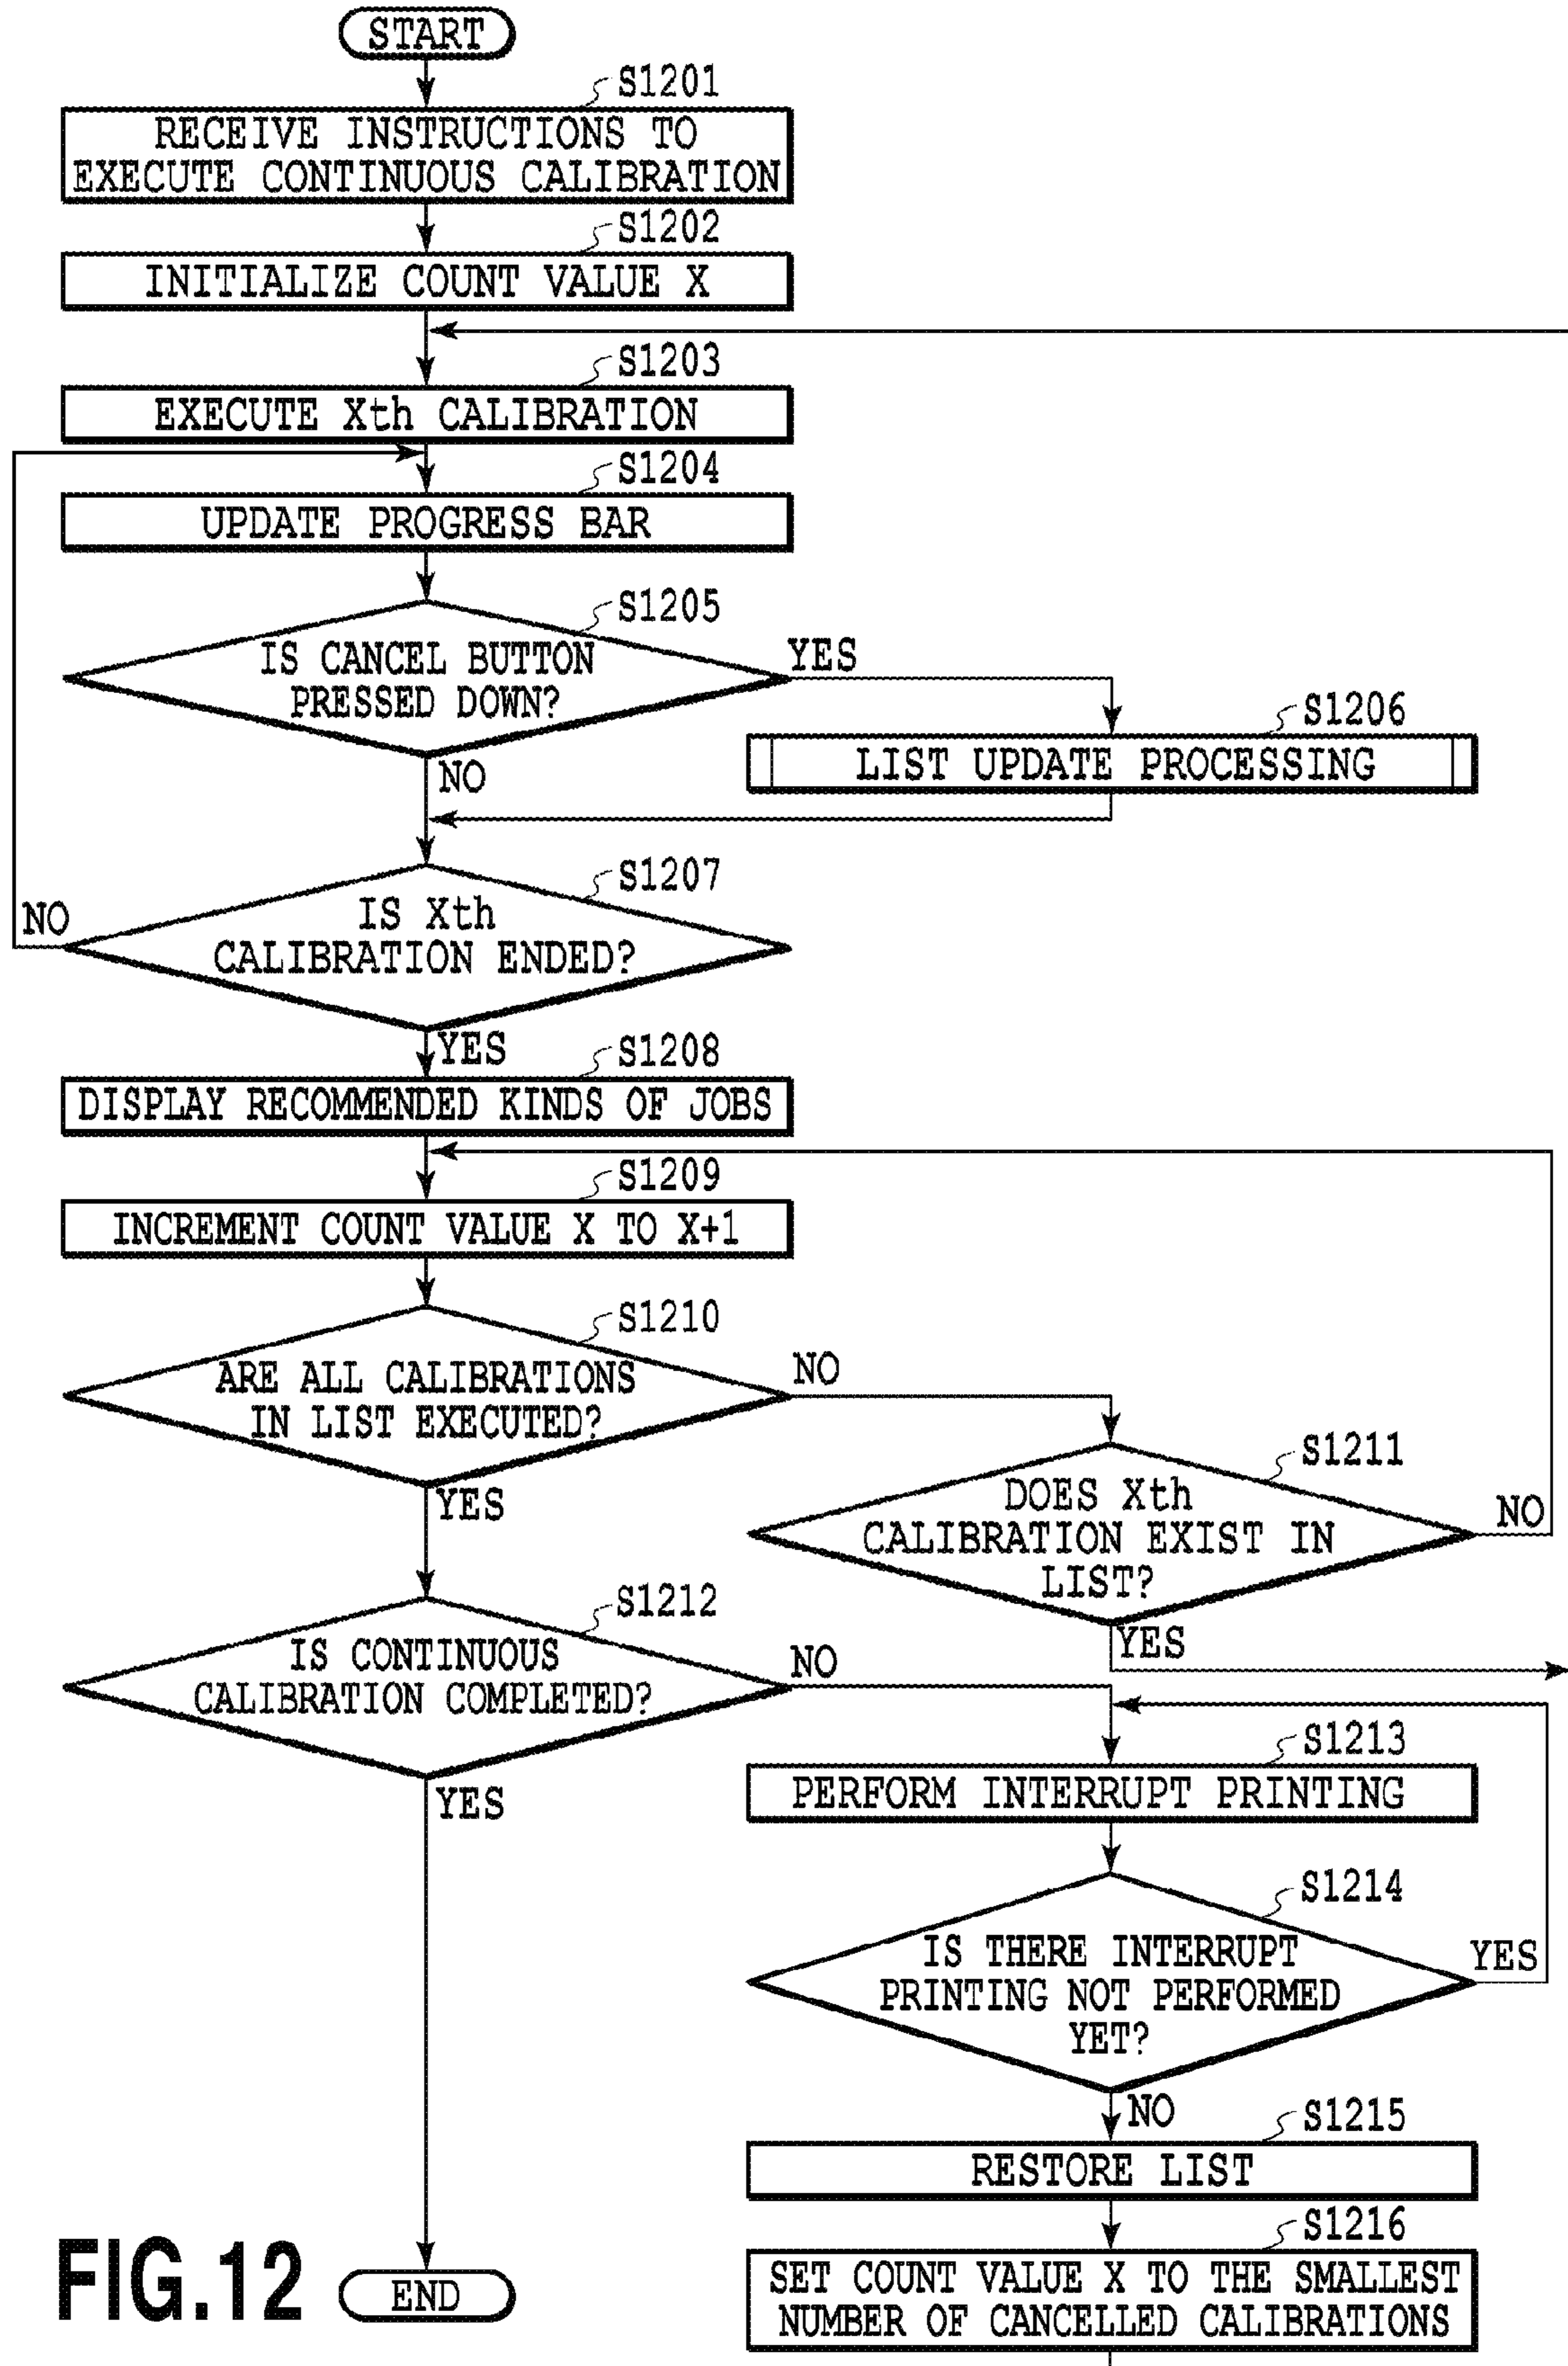 START
S1201
RECEIVE INSTRUCTIONS TO
EXECUTE CONTINUOUS CALIBRATION
S1202
INITIALIZE COUNT VALUE X
S1203
EXECUTE Xth CALIBRATION
S1204
UPDATE PROGRESS BAR
S1205
IS CANCEL BUTTON
PRESSED DOWN?
YES
NO
S1206
LIST UPDATE PROCESSING
S1207
IS Xth
CALIBRATION ENDED?
NO
YES
S1208
DISPLAY RECOMMENDED KINDS OF JOBS
S1209
INCREMENT COUNT VALUE X TO X+1
S1210
ARE ALL CALIBRATIONS
IN LIST EXECUTED?
NO
YES
S1211
DOES Xth
CALIBRATION EXIST IN
LIST?
NO
YES
S1212
IS CONTINUOUS
CALIBRATION COMPLETED?
NO
YES
S1213
PERFORM INTERRUPT PRINTING
S1214
IS THERE INTERRUPT
PRINTING NOT PERFORMED
YET?
YES
NO
S1215
RESTORE LIST
S1216
SET COUNT VALUE X TO THE SMALLEST
NUMBER OF CANCELLED CALIBRATIONS
END
FIG.12